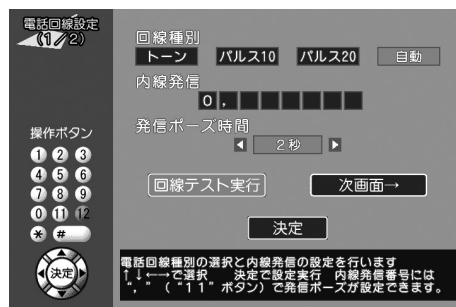 電話回線設定
(1/2)
回線種別
トーン パルス10 パルス20 自動
内線発信
0,
発信ポーズ時間
2秒
操作ボタン
1 2 3
4 5 6
7 8 9
0 11 12
* #
決定
回線テスト実行 次画面→
決定
電話回線種別の選択と内線発信の設定を行います
↑↓←→で選択 決定で設定実行 内線発信番号には
“,”（“11”ボタン）で発信ポーズが設定できます。